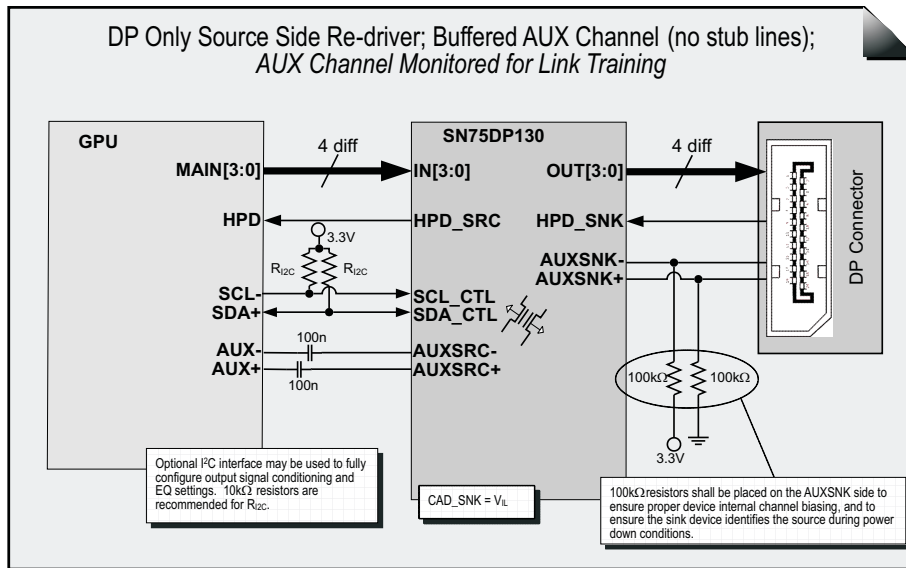 DP Only Source Side Re-driver; Buffered AUX Channel (no stub lines);
AUX Channel Monitored for Link Training
GPU
SN75DP130
4 diff
4 diff
MAIN[3:0]
IN[3:0]
OUT[3:0]
HPD
HPD_SRC
HPD_SNK
3.3V
RI2C
RI2C
AUXSNK-
AUXSNK+
DP Connector
SCL-
SCL_CTL
SDA+
SDA_CTL
100n
AUX-
AUXSRC-
AUX+
AUXSRC+
100n
100kΩ
100kΩ
3.3V
Optional I²C interface may be used to fully
configure output signal conditioning and
EQ settings. 10kΩ resistors are
recommended for RI2C.
CAD_SNK = VIL
100kΩ resistors shall be placed on the AUXSNK side to
ensure proper device internal channel biasing, and to
ensure the sink device identifies the source during power
down conditions.